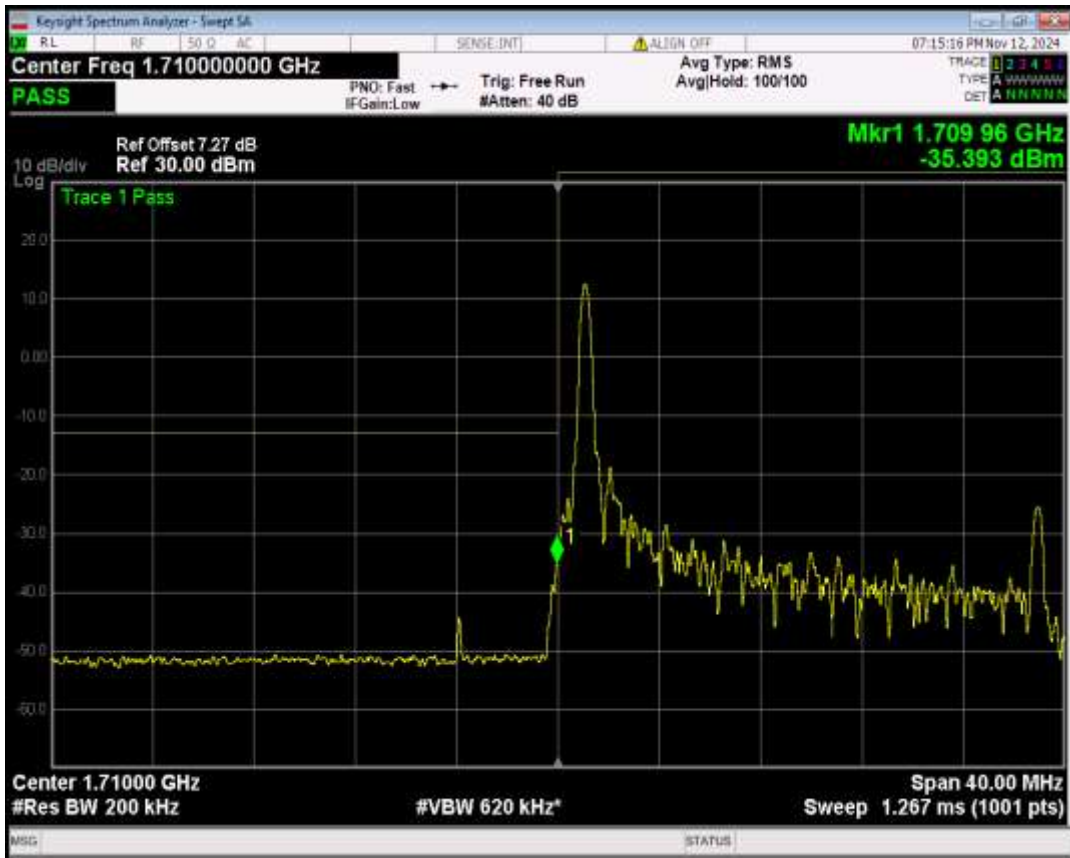 Keysight Spectrum Analyzer - Swept SA
RL RF 50 Ω AC SENSE:INT ALIGN OFF 07:15:16 PM Nov 12, 2024
Center Freq 1.710000000 GHz
PASS
PNO: Fast
IFGain:Low
Trig: Free Run
#Atten: 40 dB
Avg Type: RMS
Avg|Hold: 100/100
TRACE 1 2 3 4 5 6
TYPE A WWWWW
DET A N N N N N
Ref Offset 7.27 dB
10 dB/div Ref 30.00 dBm
Log
Mkr1 1.709 96 GHz
-35.393 dBm
Trace 1 Pass
20.0
10.0
0.00
-10.0
-20.0
-30.0
1
-40.0
-50.0
-60.0
Center 1.71000 GHz Span 40.00 MHz
#Res BW 200 kHz #VBW 620 kHz* Sweep 1.267 ms (1001 pts)
MSG STATUS